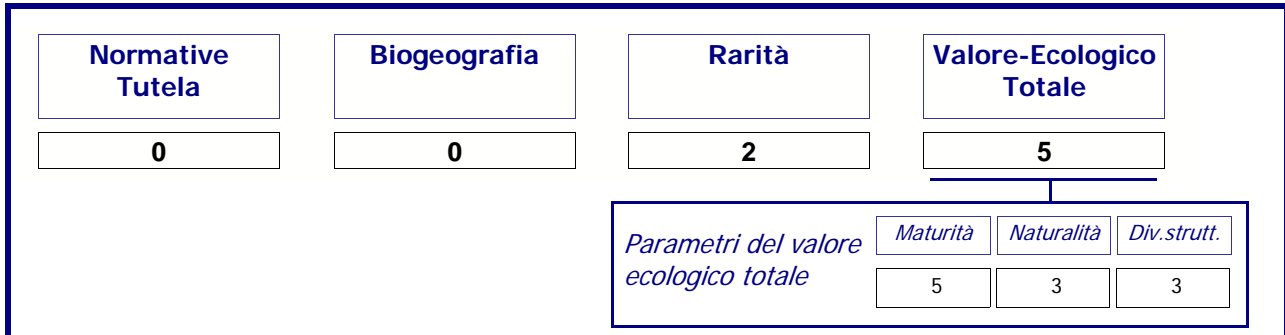 Normative
Tutela
Biogeografia
Rarità
Valore-Ecologico
Totale
0
0
2
5
Parametri del valore
ecologico totale
Maturità
Naturalità
Div.strutt.
5
3
3